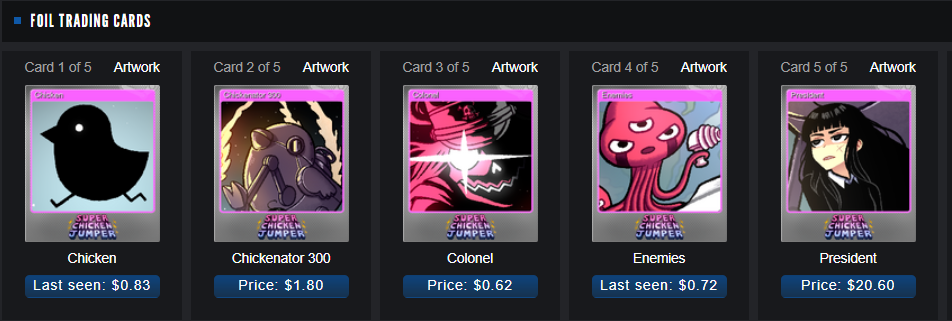 FOIL TRADING CARDS
Card 1 of 5 Artwork
Chicken
SUPER
CHICKEN
JUMPER
Chicken
Last seen: $0.83
Card 2 of 5 Artwork
Chickenator 300
SUPER
CHICKEN
JUMPER
Chickenator 300
Price: $1.80
Card 3 of 5 Artwork
Colonel
SUPER
CHICKEN
JUMPER
Colonel
Price: $0.62
Card 4 of 5 Artwork
Enemies
SUPER
CHICKEN
JUMPER
Enemies
Last seen: $0.72
Card 5 of 5 Artwork
President
SUPER
CHICKEN
JUMPER
President
Price: $20.60